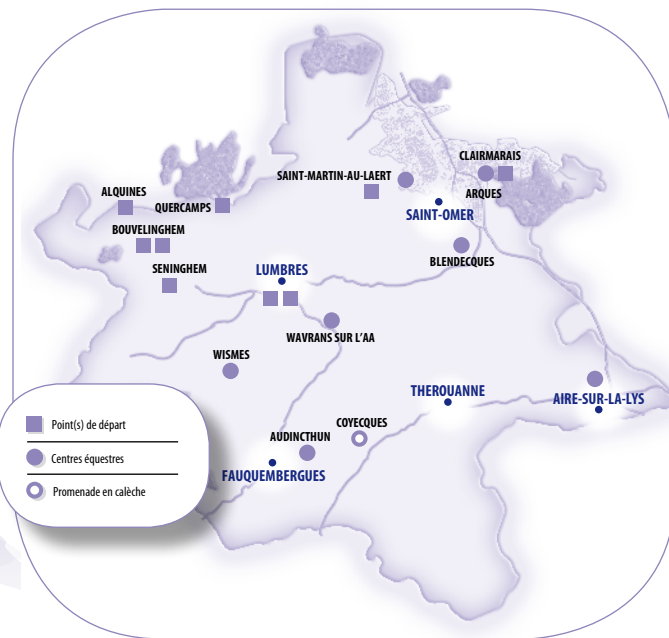 CLAIRMARAIS
SAINT-MARTIN-AU-LAERT
ALQUINES
ARQUES
QUERCAMPS
SAINT-OMER
BOUVELINGHEM
BLENDECQUES
SENINGHEM
LUMBRES
WAVRANS SUR L'AA
WISMES
THEROUANNE
AIRE-SUR-LA-LYS
COYECQUES
AUDINCTHUN
FAUQUEMBERGUES
Point(s) de départ
Centres équestres
Promenade en calèche